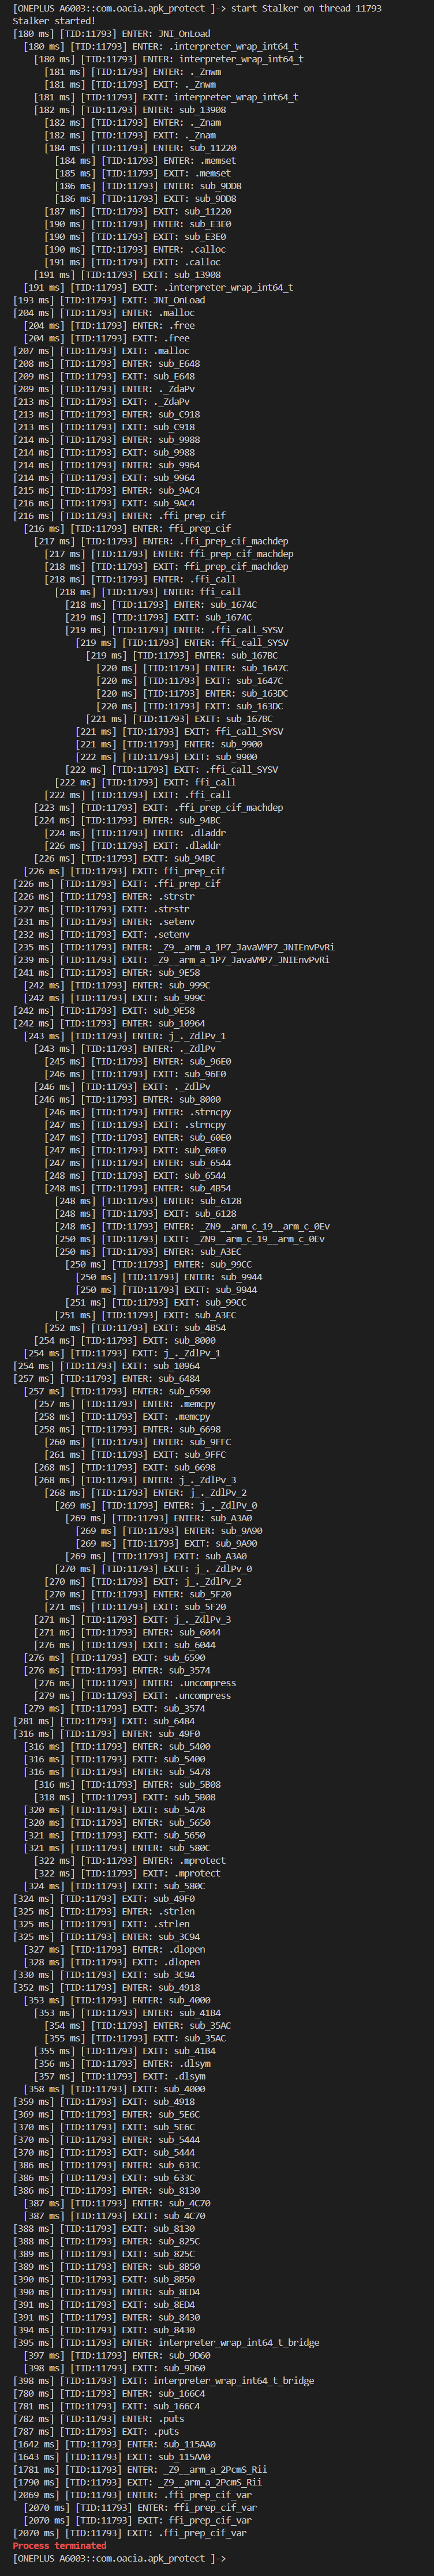 [ONEPLUS A6003::com.oacia.apk_protect ]-> start Stalker on thread 11793
Stalker started!
[180 ms] [TID:11793] ENTER: JNI_OnLoad
[180 ms] [TID:11793] ENTER: .interpreter_wrap_int64_t
[180 ms] [TID:11793] ENTER: interpreter_wrap_int64_t
[181 ms] [TID:11793] ENTER: ._Znwm
[181 ms] [TID:11793] EXIT: ._Znwm
[181 ms] [TID:11793] EXIT: interpreter_wrap_int64_t
[182 ms] [TID:11793] ENTER: sub_13908
[182 ms] [TID:11793] ENTER: ._Znam
[182 ms] [TID:11793] EXIT: ._Znam
[184 ms] [TID:11793] ENTER: sub_11220
[184 ms] [TID:11793] ENTER: .memset
[185 ms] [TID:11793] EXIT: .memset
[186 ms] [TID:11793] ENTER: sub_9DD8
[186 ms] [TID:11793] EXIT: sub_9DD8
[187 ms] [TID:11793] EXIT: sub_11220
[190 ms] [TID:11793] ENTER: sub_E3E0
[190 ms] [TID:11793] EXIT: sub_E3E0
[190 ms] [TID:11793] ENTER: .calloc
[191 ms] [TID:11793] EXIT: .calloc
[191 ms] [TID:11793] EXIT: sub_13908
[191 ms] [TID:11793] EXIT: .interpreter_wrap_int64_t
[193 ms] [TID:11793] EXIT: JNI_OnLoad
[204 ms] [TID:11793] ENTER: .malloc
[204 ms] [TID:11793] ENTER: .free
[204 ms] [TID:11793] EXIT: .free
[207 ms] [TID:11793] EXIT: .malloc
[208 ms] [TID:11793] ENTER: sub_E648
[209 ms] [TID:11793] EXIT: sub_E648
[209 ms] [TID:11793] ENTER: ._ZdaPv
[213 ms] [TID:11793] EXIT: ._ZdaPv
[213 ms] [TID:11793] ENTER: sub_C918
[213 ms] [TID:11793] EXIT: sub_C918
[214 ms] [TID:11793] ENTER: sub_9988
[214 ms] [TID:11793] EXIT: sub_9988
[214 ms] [TID:11793] ENTER: sub_9964
[214 ms] [TID:11793] EXIT: sub_9964
[215 ms] [TID:11793] ENTER: sub_9AC4
[216 ms] [TID:11793] EXIT: sub_9AC4
[216 ms] [TID:11793] ENTER: .ffi_prep_cif
[216 ms] [TID:11793] ENTER: ffi_prep_cif
[217 ms] [TID:11793] ENTER: .ffi_prep_cif_machdep
[217 ms] [TID:11793] ENTER: ffi_prep_cif_machdep
[218 ms] [TID:11793] EXIT: ffi_prep_cif_machdep
[218 ms] [TID:11793] ENTER: .ffi_call
[218 ms] [TID:11793] ENTER: ffi_call
[218 ms] [TID:11793] ENTER: sub_1674C
[219 ms] [TID:11793] EXIT: sub_1674C
[219 ms] [TID:11793] ENTER: .ffi_call_SYSV
[219 ms] [TID:11793] ENTER: ffi_call_SYSV
[219 ms] [TID:11793] ENTER: sub_167BC
[220 ms] [TID:11793] ENTER: sub_1647C
[220 ms] [TID:11793] EXIT: sub_1647C
[220 ms] [TID:11793] ENTER: sub_163DC
[220 ms] [TID:11793] EXIT: sub_163DC
[221 ms] [TID:11793] EXIT: sub_167BC
[221 ms] [TID:11793] EXIT: ffi_call_SYSV
[221 ms] [TID:11793] ENTER: sub_9900
[222 ms] [TID:11793] EXIT: sub_9900
[222 ms] [TID:11793] EXIT: .ffi_call_SYSV
[222 ms] [TID:11793] EXIT: ffi_call
[222 ms] [TID:11793] EXIT: .ffi_call
[223 ms] [TID:11793] EXIT: .ffi_prep_cif_machdep
[224 ms] [TID:11793] ENTER: sub_94BC
[224 ms] [TID:11793] ENTER: .dladdr
[226 ms] [TID:11793] EXIT: .dladdr
[226 ms] [TID:11793] EXIT: sub_94BC
[226 ms] [TID:11793] EXIT: ffi_prep_cif
[226 ms] [TID:11793] EXIT: .ffi_prep_cif
[226 ms] [TID:11793] ENTER: .strstr
[227 ms] [TID:11793] EXIT: .strstr
[231 ms] [TID:11793] ENTER: .setenv
[232 ms] [TID:11793] EXIT: .setenv
[235 ms] [TID:11793] ENTER: _Z9__arm_a_1P7_JavaVMP7_JNIEnvPvRi
[239 ms] [TID:11793] EXIT: _Z9__arm_a_1P7_JavaVMP7_JNIEnvPvRi
[241 ms] [TID:11793] ENTER: sub_9E58
[242 ms] [TID:11793] ENTER: sub_999C
[242 ms] [TID:11793] EXIT: sub_999C
[242 ms] [TID:11793] EXIT: sub_9E58
[242 ms] [TID:11793] ENTER: sub_10964
[243 ms] [TID:11793] ENTER: j_._ZdlPv_1
[243 ms] [TID:11793] ENTER: ._ZdlPv
[245 ms] [TID:11793] ENTER: sub_96E0
[246 ms] [TID:11793] EXIT: sub_96E0
[246 ms] [TID:11793] EXIT: ._ZdlPv
[246 ms] [TID:11793] ENTER: sub_8000
[246 ms] [TID:11793] ENTER: .strncpy
[247 ms] [TID:11793] EXIT: .strncpy
[247 ms] [TID:11793] ENTER: sub_60E0
[247 ms] [TID:11793] EXIT: sub_60E0
[247 ms] [TID:11793] ENTER: sub_6544
[248 ms] [TID:11793] EXIT: sub_6544
[248 ms] [TID:11793] ENTER: sub_4B54
[248 ms] [TID:11793] ENTER: sub_6128
[248 ms] [TID:11793] EXIT: sub_6128
[248 ms] [TID:11793] ENTER: _ZN9__arm_c_19__arm_c_0Ev
[250 ms] [TID:11793] EXIT: _ZN9__arm_c_19__arm_c_0Ev
[250 ms] [TID:11793] ENTER: sub_A3EC
[250 ms] [TID:11793] ENTER: sub_99CC
[250 ms] [TID:11793] ENTER: sub_9944
[250 ms] [TID:11793] EXIT: sub_9944
[251 ms] [TID:11793] EXIT: sub_99CC
[251 ms] [TID:11793] EXIT: sub_A3EC
[252 ms] [TID:11793] EXIT: sub_4B54
[254 ms] [TID:11793] EXIT: sub_8000
[254 ms] [TID:11793] EXIT: j_._ZdlPv_1
[254 ms] [TID:11793] EXIT: sub_10964
[257 ms] [TID:11793] ENTER: sub_6484
[257 ms] [TID:11793] ENTER: sub_6590
[257 ms] [TID:11793] ENTER: .memcpy
[258 ms] [TID:11793] EXIT: .memcpy
[258 ms] [TID:11793] ENTER: sub_6698
[260 ms] [TID:11793] ENTER: sub_9FFC
[261 ms] [TID:11793] EXIT: sub_9FFC
[268 ms] [TID:11793] EXIT: sub_6698
[268 ms] [TID:11793] ENTER: j_._ZdlPv_3
[268 ms] [TID:11793] ENTER: j_._ZdlPv_2
[269 ms] [TID:11793] ENTER: j_._ZdlPv_0
[269 ms] [TID:11793] ENTER: sub_A3A0
[269 ms] [TID:11793] ENTER: sub_9A90
[269 ms] [TID:11793] EXIT: sub_9A90
[269 ms] [TID:11793] EXIT: sub_A3A0
[270 ms] [TID:11793] EXIT: j_._ZdlPv_0
[270 ms] [TID:11793] EXIT: j_._ZdlPv_2
[270 ms] [TID:11793] ENTER: sub_5F20
[271 ms] [TID:11793] EXIT: sub_5F20
[271 ms] [TID:11793] EXIT: j_._ZdlPv_3
[271 ms] [TID:11793] ENTER: sub_6044
[276 ms] [TID:11793] EXIT: sub_6044
[276 ms] [TID:11793] EXIT: sub_6590
[276 ms] [TID:11793] ENTER: sub_3574
[276 ms] [TID:11793] ENTER: .uncompress
[279 ms] [TID:11793] EXIT: .uncompress
[279 ms] [TID:11793] EXIT: sub_3574
[281 ms] [TID:11793] EXIT: sub_6484
[316 ms] [TID:11793] ENTER: sub_49F0
[316 ms] [TID:11793] ENTER: sub_5400
[316 ms] [TID:11793] EXIT: sub_5400
[316 ms] [TID:11793] ENTER: sub_5478
[316 ms] [TID:11793] ENTER: sub_5B08
[318 ms] [TID:11793] EXIT: sub_5B08
[320 ms] [TID:11793] EXIT: sub_5478
[320 ms] [TID:11793] ENTER: sub_5650
[321 ms] [TID:11793] EXIT: sub_5650
[321 ms] [TID:11793] ENTER: sub_580C
[322 ms] [TID:11793] ENTER: .mprotect
[322 ms] [TID:11793] EXIT: .mprotect
[324 ms] [TID:11793] EXIT: sub_580C
[324 ms] [TID:11793] EXIT: sub_49F0
[325 ms] [TID:11793] ENTER: .strlen
[325 ms] [TID:11793] EXIT: .strlen
[325 ms] [TID:11793] ENTER: sub_3C94
[327 ms] [TID:11793] ENTER: .dlopen
[328 ms] [TID:11793] EXIT: .dlopen
[330 ms] [TID:11793] EXIT: sub_3C94
[352 ms] [TID:11793] ENTER: sub_4918
[353 ms] [TID:11793] ENTER: sub_4000
[353 ms] [TID:11793] ENTER: sub_41B4
[354 ms] [TID:11793] ENTER: sub_35AC
[355 ms] [TID:11793] EXIT: sub_35AC
[355 ms] [TID:11793] EXIT: sub_41B4
[356 ms] [TID:11793] ENTER: .dlsym
[357 ms] [TID:11793] EXIT: .dlsym
[358 ms] [TID:11793] EXIT: sub_4000
[359 ms] [TID:11793] EXIT: sub_4918
[369 ms] [TID:11793] ENTER: sub_5E6C
[370 ms] [TID:11793] EXIT: sub_5E6C
[370 ms] [TID:11793] ENTER: sub_5444
[370 ms] [TID:11793] EXIT: sub_5444
[386 ms] [TID:11793] ENTER: sub_633C
[386 ms] [TID:11793] EXIT: sub_633C
[386 ms] [TID:11793] ENTER: sub_8130
[387 ms] [TID:11793] ENTER: sub_4C70
[387 ms] [TID:11793] EXIT: sub_4C70
[388 ms] [TID:11793] EXIT: sub_8130
[388 ms] [TID:11793] ENTER: sub_825C
[389 ms] [TID:11793] EXIT: sub_825C
[389 ms] [TID:11793] ENTER: sub_8B50
[390 ms] [TID:11793] EXIT: sub_8B50
[390 ms] [TID:11793] ENTER: sub_8ED4
[391 ms] [TID:11793] EXIT: sub_8ED4
[391 ms] [TID:11793] ENTER: sub_8430
[394 ms] [TID:11793] EXIT: sub_8430
[395 ms] [TID:11793] ENTER: interpreter_wrap_int64_t_bridge
[397 ms] [TID:11793] ENTER: sub_9D60
[398 ms] [TID:11793] EXIT: sub_9D60
[398 ms] [TID:11793] EXIT: interpreter_wrap_int64_t_bridge
[780 ms] [TID:11793] ENTER: sub_166C4
[781 ms] [TID:11793] EXIT: sub_166C4
[782 ms] [TID:11793] ENTER: .puts
[787 ms] [TID:11793] EXIT: .puts
[1642 ms] [TID:11793] ENTER: sub_115AA0
[1643 ms] [TID:11793] EXIT: sub_115AA0
[1781 ms] [TID:11793] ENTER: _Z9__arm_a_2PcmS_Rii
[1790 ms] [TID:11793] EXIT: _Z9__arm_a_2PcmS_Rii
[2069 ms] [TID:11793] ENTER: .ffi_prep_cif_var
[2070 ms] [TID:11793] ENTER: ffi_prep_cif_var
[2070 ms] [TID:11793] EXIT: ffi_prep_cif_var
[2070 ms] [TID:11793] EXIT: .ffi_prep_cif_var
Process terminated
[ONEPLUS A6003::com.oacia.apk_protect ]->